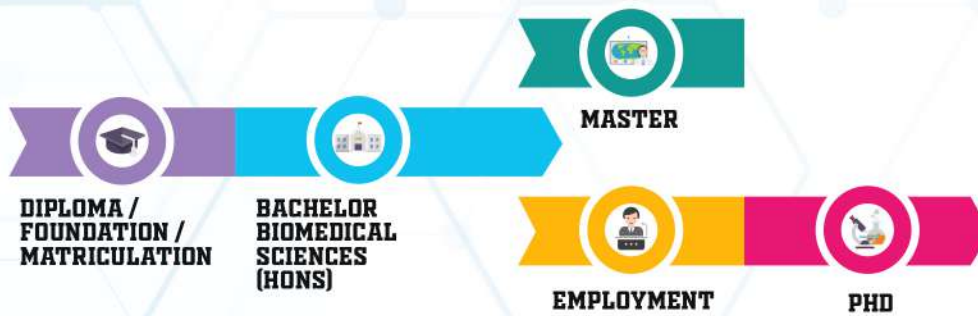 DIPLOMA /
FOUNDATION /
MATRICULATION
BACHELOR
BIOMEDICAL
SCIENCES
(HONS)
MASTER
EMPLOYMENT
PHD